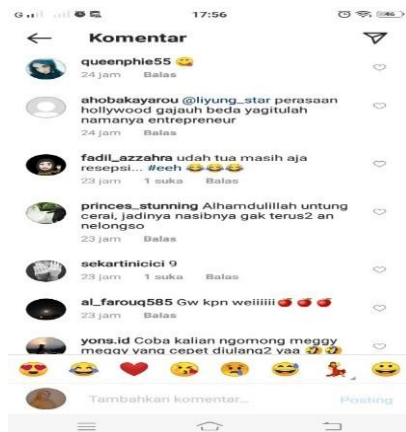 17:56
Komentar
queenphie55 😋
24 jam Balas
ahobakayarou @liyung_star perasaan
hollywood gajauh beda yagitulah
namanya entrepreneur
24 jam Balas
fadil_azzahra udah tua masih aja
resepsi... #eeh 😂😂😂
23 jam 1 suka Balas
princes_stunning Alhamdulillah untung
cerai, jadinya nasibnya gak terus2 an
nelongso
23 jam Balas
sekartinicici 9
23 jam 1 suka Balas
al_farouq585 Gw kpn weiiiiii🍎🍎🍎
23 jam Balas
yons.id Coba kalian ngomong meggy
meggy yang cepet diulang2 yaa 🤣🤣
Tambahkan komentar... Posting